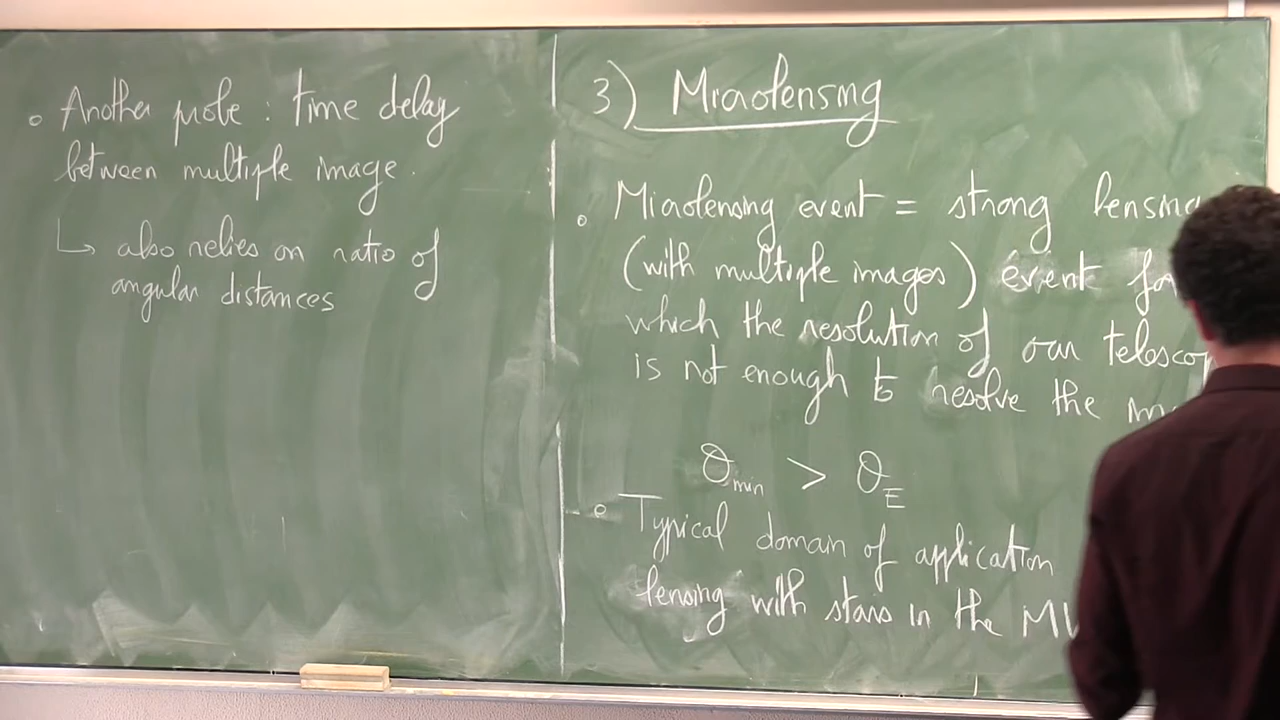 ◦ Another probe : time delay
between multiple image.
↳ also relies on ratio of
angular distances
3) Microlensing
◦ Microlensing event = strong lensing
(with multiple images) event for
which the resolution of our telescop
is not enough to resolve the
θmin > θE
◦ Typical domain of application
lensing with stars in the MW